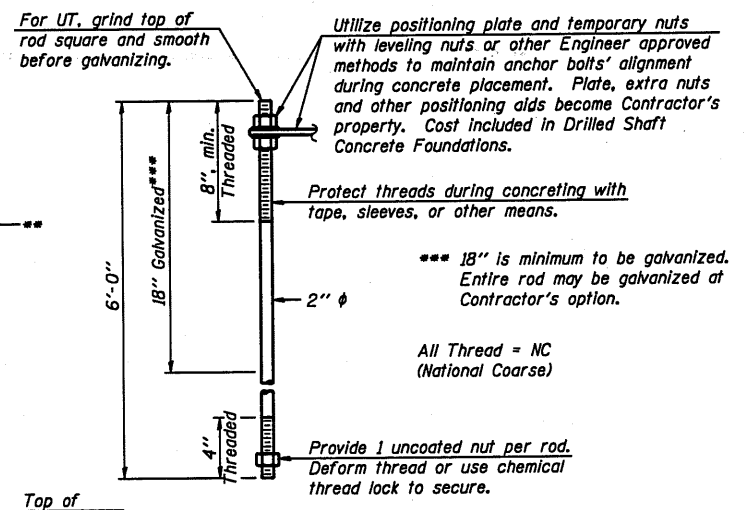 For UT, grind top of
rod square and smooth
before galvanizing.
Utilize positioning plate and temporary nuts
with leveling nuts or other Engineer approved
methods to maintain anchor bolts' alignment
during concrete placement. Plate, extra nuts
and other positioning aids become Contractor's
property. Cost included in Drilled Shaft
Concrete Foundations.
8", min.
Threaded
18" Galvanized***
6'-0"
Protect threads during concreting with
tape, sleeves, or other means.
**
*** 18" is minimum to be galvanized.
Entire rod may be galvanized at
Contractor's option.
2" ϕ
All Thread = NC
(National Coarse)
4"
Threaded
Provide 1 uncoated nut per rod.
Deform thread or use chemical
thread lock to secure.
Top of